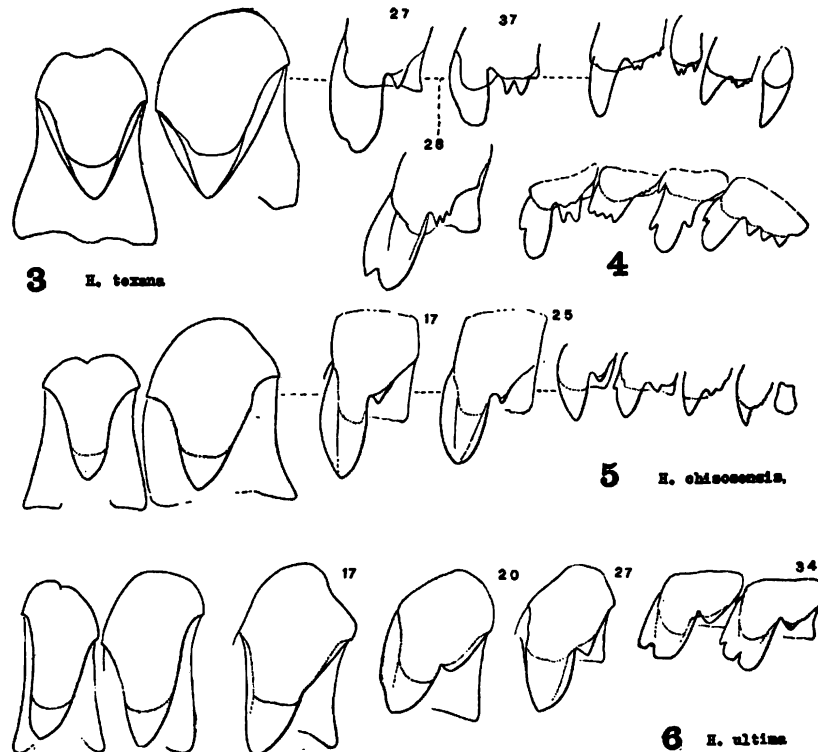 27 37
28
3 H. texana
4
17 25
5 H. chisosensis.
17 20 27 34
6 H. ultima